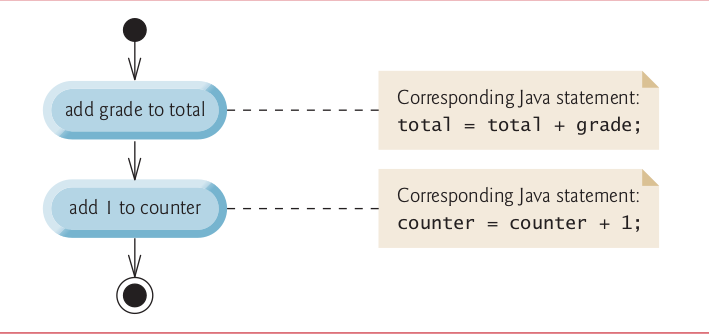 add grade to total
Corresponding Java statement:
total = total + grade;
add 1 to counter
Corresponding Java statement:
counter = counter + 1;